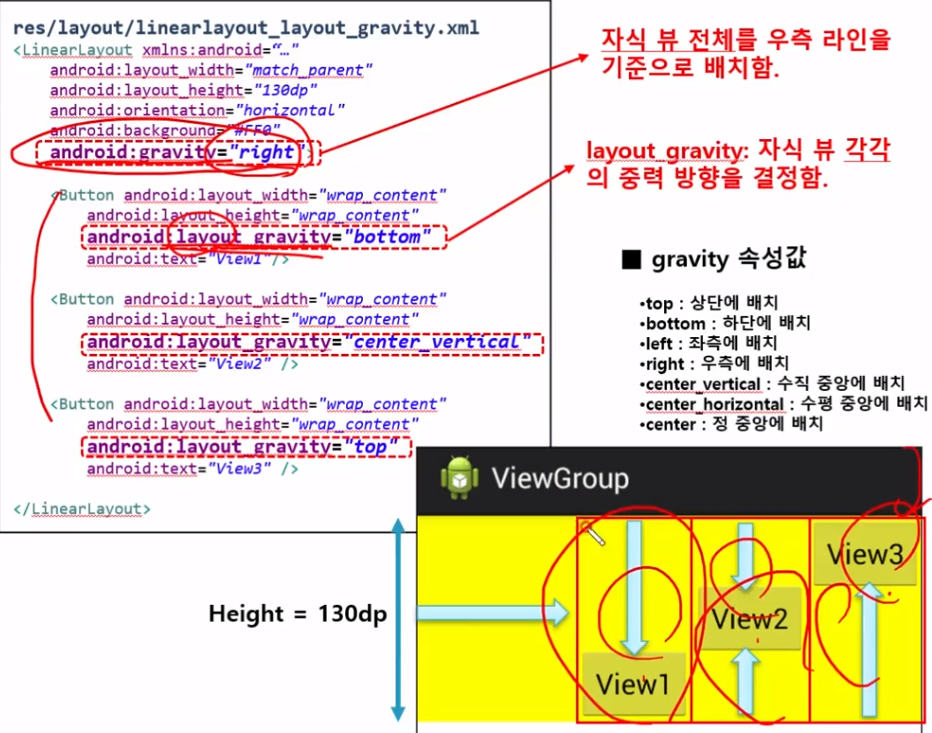 res/layout/linearlayout_layout_gravity.xml
<LinearLayout xmlns:android=“…"
android:layout_width="match_parent"
android:layout_height="130dp"
android:orientation="horizontal"
android:background="#FF0"
android:gravity="right">
<Button android:layout_width="wrap_content"
android:layout_height="wrap_content"
android:layout_gravity="bottom"
android:text="View1"/>
<Button android:layout_width="wrap_content"
android:layout_height="wrap_content"
android:layout_gravity="center_vertical"
android:text="View2" />
<Button android:layout_width="wrap_content"
android:layout_height="wrap_content"
android:layout_gravity="top"
android:text="View3" />
</LinearLayout>
자식 뷰 전체를 우측 라인을
기준으로 배치함.
layout_gravity: 자식 뷰 각각
의 중력 방향을 결정함.
■ gravity 속성값
•top : 상단에 배치
•bottom : 하단에 배치
•left : 좌측에 배치
•right : 우측에 배치
•center_vertical : 수직 중앙에 배치
•center_horizontal : 수평 중앙에 배치
•center : 정 중앙에 배치
ViewGroup
Height = 130dp
View1
View2
View3